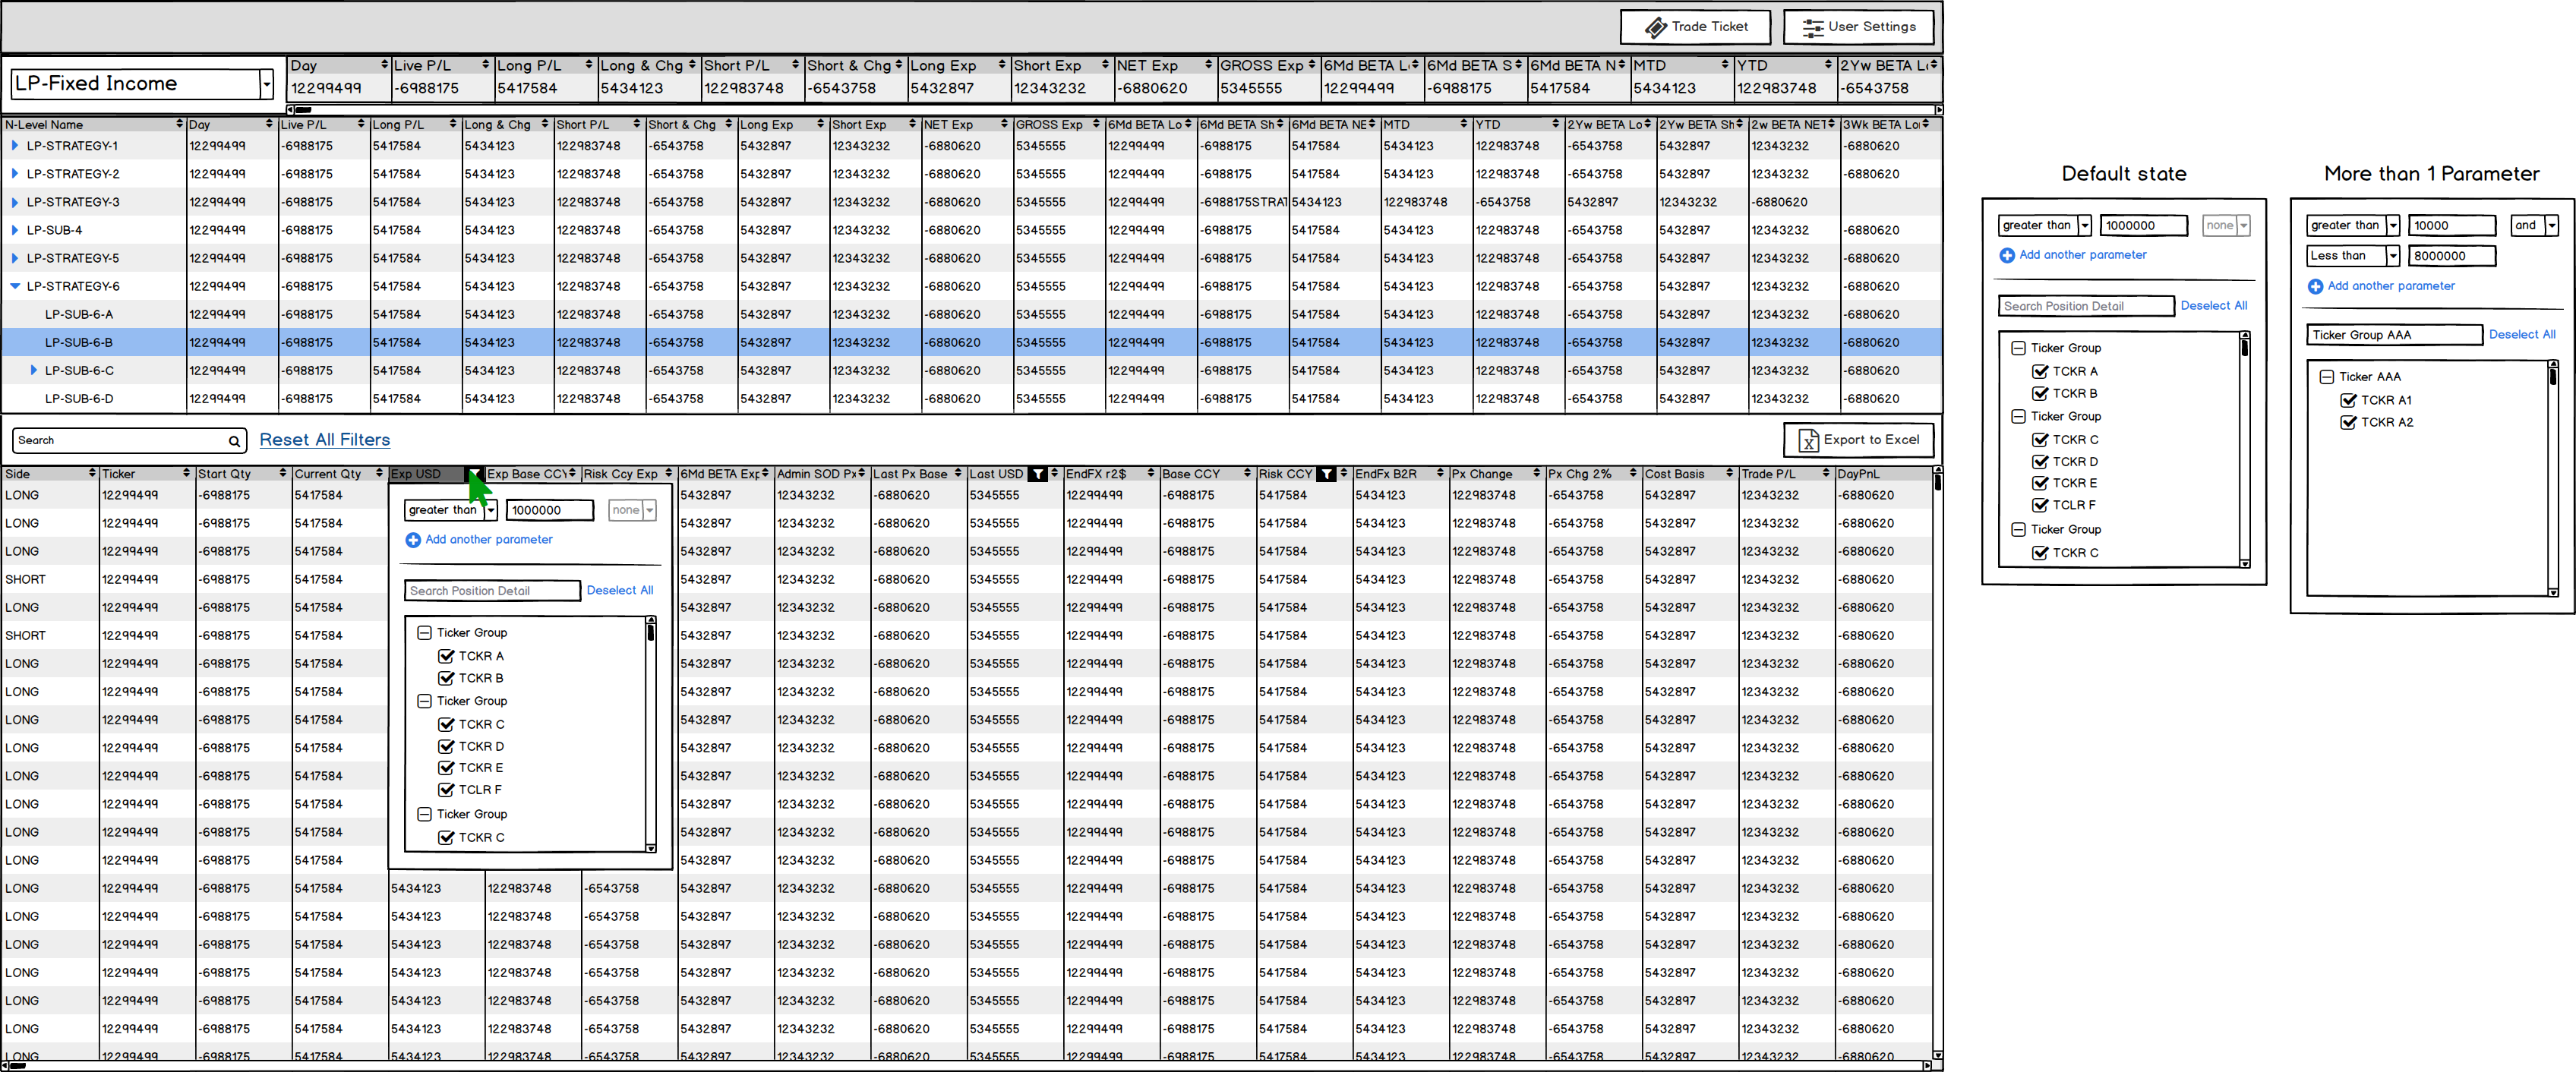 Trade Ticket User Settings
LP-Fixed Income
Day Live P/L Long P/L Long & Chg Short P/L Short & Chg Long Exp Short Exp NET Exp GROSS Exp 6Md BETA L 6Md BETA S 6Md BETA N MTD YTD 2Yw BETA L
12299499 -6988175 5417584 5434123 122983748 -6543758 5432897 12343232 -6880620 5345555 12299499 -6988175 5417584 5434123 122983748 -6543758
N-Level Name Day Live P/L Long P/L Long & Chg Short P/L Short & Chg Long Exp Short Exp NET Exp GROSS Exp 6Md BETA Lo 6Md BETA Sh 6Md BETA NE MTD YTD 2Yw BETA Lo 2Yw BETA Sh 2w BETA NET 3Wk BETA Lo
LP-STRATEGY-1 12299499 -6988175 5417584 5434123 122983748 -6543758 5432897 12343232 -6880620 5345555 12299499 -6988175 5417584 5434123 122983748 -6543758 5432897 12343232 -6880620
LP-STRATEGY-2 12299499 -6988175 5417584 5434123 122983748 -6543758 5432897 12343232 -6880620 5345555 12299499 -6988175 5417584 5434123 122983748 -6543758 5432897 12343232 -6880620
LP-STRATEGY-3 12299499 -6988175 5417584 5434123 122983748 -6543758 5432897 12343232 -6880620 5345555 12299499 -6988175STRAT 5434123 122983748 -6543758 5432897 12343232 -6880620
LP-SUB-4 12299499 -6988175 5417584 5434123 122983748 -6543758 5432897 12343232 -6880620 5345555 12299499 -6988175 5417584 5434123 122983748 -6543758 5432897 12343232 -6880620
LP-STRATEGY-5 12299499 -6988175 5417584 5434123 122983748 -6543758 5432897 12343232 -6880620 5345555 12299499 -6988175 5417584 5434123 122983748 -6543758 5432897 12343232 -6880620
LP-STRATEGY-6 12299499 -6988175 5417584 5434123 122983748 -6543758 5432897 12343232 -6880620 5345555 12299499 -6988175 5417584 5434123 122983748 -6543758 5432897 12343232 -6880620
LP-SUB-6-A 12299499 -6988175 5417584 5434123 122983748 -6543758 5432897 12343232 -6880620 5345555 12299499 -6988175 5417584 5434123 122983748 -6543758 5432897 12343232 -6880620
LP-SUB-6-B 12299499 -6988175 5417584 5434123 122983748 -6543758 5432897 12343232 -6880620 5345555 12299499 -6988175 5417584 5434123 122983748 -6543758 5432897 12343232 -6880620
LP-SUB-6-C 12299499 -6988175 5417584 5434123 122983748 -6543758 5432897 12343232 -6880620 5345555 12299499 -6988175 5417584 5434123 122983748 -6543758 5432897 12343232 -6880620
LP-SUB-6-D 12299499 -6988175 5417584 5434123 122983748 -6543758 5432897 12343232 -6880620 5345555 12299499 -6988175 5417584 5434123 122983748 -6543758 5432897 12343232 -6880620
Search Reset All Filters Export to Excel
Side Ticker Start Qty Current Qty Exp USD Exp Base CCY Risk Ccy Exp 6Md BETA Exp Admin SOD Px Last Px Base Last USD EndFX r2$ Base CCY Risk CCY EndFx B2R Px Change Px Chg 2% Cost Basis Trade P/L DayPnL
LONG 12299499 -6988175 5417584 5432897 12343232 -6880620 5345555 12299499 -6988175 5417584 5434123 122983748 -6543758 5432897 12343232 -6880620
LONG 12299499 -6988175 5417584 5432897 12343232 -6880620 5345555 12299499 -6988175 5417584 5434123 122983748 -6543758 5432897 12343232 -6880620
LONG 12299499 -6988175 5417584 5432897 12343232 -6880620 5345555 12299499 -6988175 5417584 5434123 122983748 -6543758 5432897 12343232 -6880620
SHORT 12299499 -6988175 5417584 5432897 12343232 -6880620 5345555 12299499 -6988175 5417584 5434123 122983748 -6543758 5432897 12343232 -6880620
LONG 12299499 -6988175 5417584 5432897 12343232 -6880620 5345555 12299499 -6988175 5417584 5434123 122983748 -6543758 5432897 12343232 -6880620
SHORT 12299499 -6988175 5417584 5432897 12343232 -6880620 5345555 12299499 -6988175 5417584 5434123 122983748 -6543758 5432897 12343232 -6880620
LONG 12299499 -6988175 5417584 5432897 12343232 -6880620 5345555 12299499 -6988175 5417584 5434123 122983748 -6543758 5432897 12343232 -6880620
LONG 12299499 -6988175 5417584 5432897 12343232 -6880620 5345555 12299499 -6988175 5417584 5434123 122983748 -6543758 5432897 12343232 -6880620
LONG 12299499 -6988175 5417584 5432897 12343232 -6880620 5345555 12299499 -6988175 5417584 5434123 122983748 -6543758 5432897 12343232 -6880620
LONG 12299499 -6988175 5417584 5432897 12343232 -6880620 5345555 12299499 -6988175 5417584 5434123 122983748 -6543758 5432897 12343232 -6880620
LONG 12299499 -6988175 5417584 5432897 12343232 -6880620 5345555 12299499 -6988175 5417584 5434123 122983748 -6543758 5432897 12343232 -6880620
LONG 12299499 -6988175 5417584 5432897 12343232 -6880620 5345555 12299499 -6988175 5417584 5434123 122983748 -6543758 5432897 12343232 -6880620
LONG 12299499 -6988175 5417584 5432897 12343232 -6880620 5345555 12299499 -6988175 5417584 5434123 122983748 -6543758 5432897 12343232 -6880620
LONG 12299499 -6988175 5417584 5432897 12343232 -6880620 5345555 12299499 -6988175 5417584 5434123 122983748 -6543758 5432897 12343232 -6880620
LONG 12299499 -6988175 5417584 5434123 122983748 -6543758 5432897 12343232 -6880620 5345555 12299499 -6988175 5417584 5434123 122983748 -6543758 5432897 12343232 -6880620
LONG 12299499 -6988175 5417584 5434123 122983748 -6543758 5432897 12343232 -6880620 5345555 12299499 -6988175 5417584 5434123 122983748 -6543758 5432897 12343232 -6880620
LONG 12299499 -6988175 5417584 5434123 122983748 -6543758 5432897 12343232 -6880620 5345555 12299499 -6988175 5417584 5434123 122983748 -6543758 5432897 12343232 -6880620
LONG 12299499 -6988175 5417584 5434123 122983748 -6543758 5432897 12343232 -6880620 5345555 12299499 -6988175 5417584 5434123 122983748 -6543758 5432897 12343232 -6880620
LONG 12299499 -6988175 5417584 5434123 122983748 -6543758 5432897 12343232 -6880620 5345555 12299499 -6988175 5417584 5434123 122983748 -6543758 5432897 12343232 -6880620
LONG 12299499 -6988175 5417584 5434123 122983748 -6543758 5432897 12343232 -6880620 5345555 12299499 -6988175 5417584 5434123 122983748 -6543758 5432897 12343232 -6880620
LONG 12299499 -6988175 5417584 5434123 122983748 -6543758 5432897 12343232 -6880620 5345555 12299499 -6988175 5417584 5434123 122983748 -6543758 5432897 12343232 -6880620
greater than 1000000 none
Add another parameter
Search Position Detail Deselect All
Ticker Group
TCKR A
TCKR B
Ticker Group
TCKR C
TCKR D
TCKR E
TCLR F
Ticker Group
TCKR C
Default state
greater than 1000000 none
Add another parameter
Search Position Detail Deselect All
Ticker Group
TCKR A
TCKR B
Ticker Group
TCKR C
TCKR D
TCKR E
TCLR F
Ticker Group
TCKR C
More than 1 Parameter
greater than 10000 and
Less than 8000000
Add another parameter
Ticker Group AAA Deselect All
Ticker AAA
TCKR A1
TCKR A2